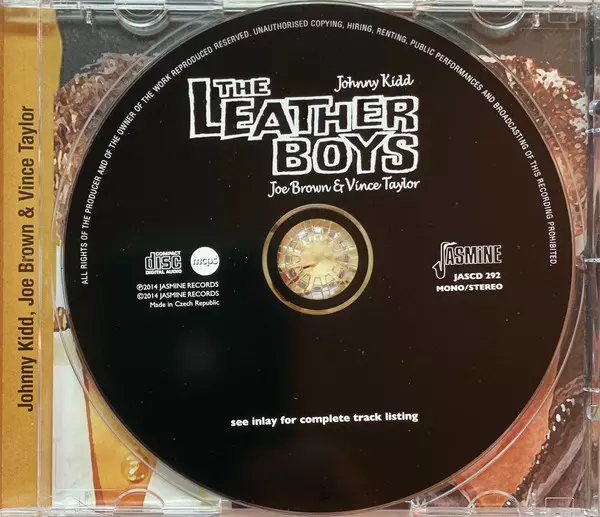 Johnny Kidd, Joe Brown & Vince Taylor
ALL RIGHTS OF THE PRODUCER AND OF THE OWNER OF THE WORK REPRODUCED RESERVED. UNAUTHORISED COPYING, HIRING, RENTING, PUBLIC PERFORMANCES AND BROADCASTING OF THIS RECORDING PROHIBITED.
Johnny Kidd
THE
LEATHER
BOYS
Joe Brown & Vince Taylor
COMPACT
disc
DIGITAL AUDIO
mcps
℗2014 JASMINE RECORDS
©2014 JASMINE RECORDS
Made in Czech Republic
JASMiNE
JASCD 292
MONO/STEREO
see inlay for complete track listing